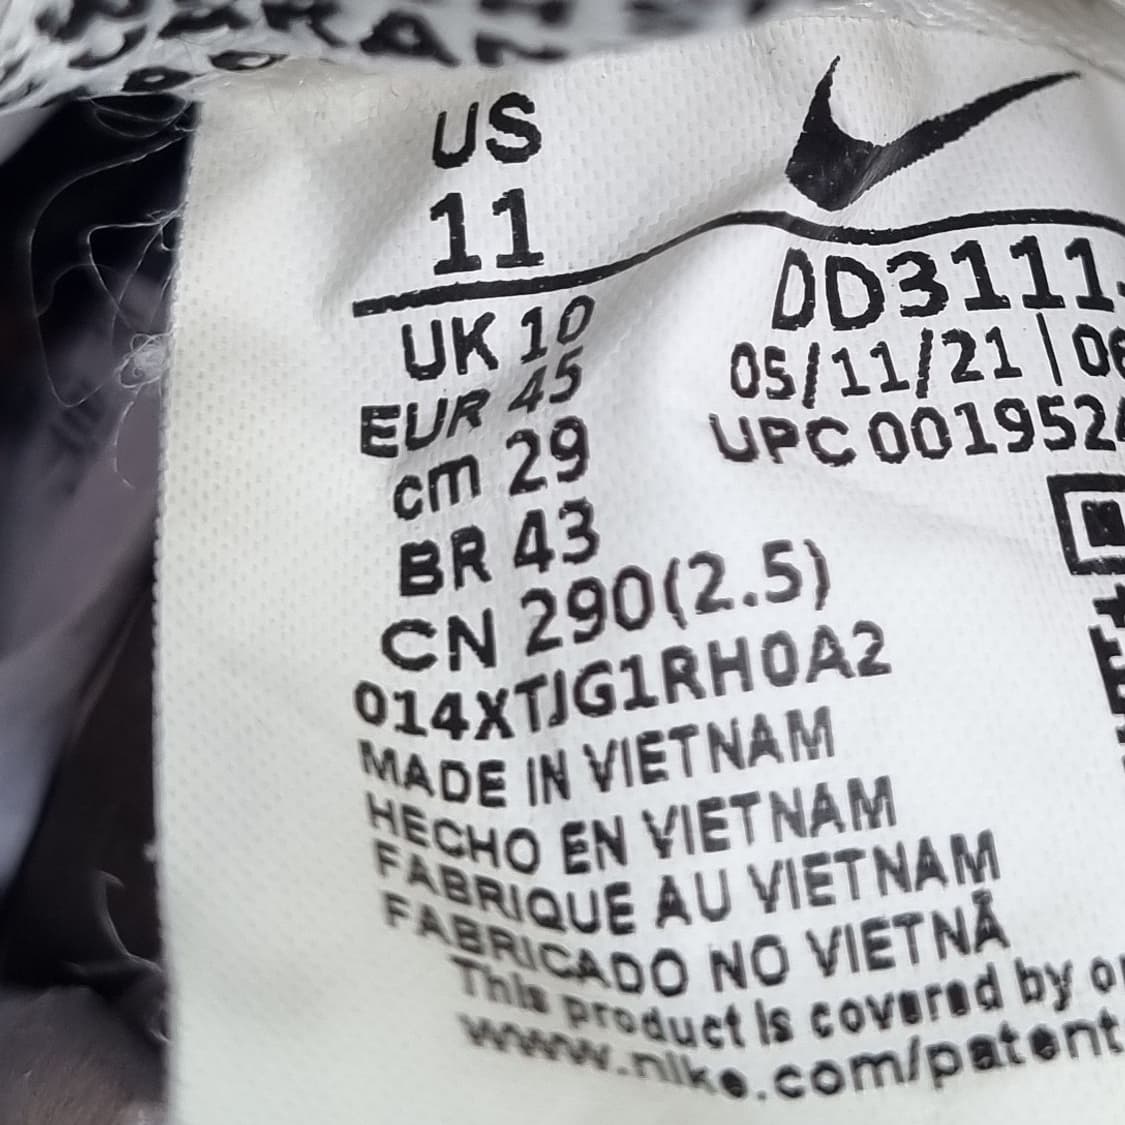 US
11
UK 10
EUR 45
cm 29
BR 43
CN 290(2.5)
014XTJG1RH0A2
MADE IN VIETNAM
HECHO EN VIETNAM
FABRIQUE AU VIETNAM
FABRICADO NO VIETNÃ
This product is covered by
www.nike.com/patent
DD3111-
05/11/21 | 0
UPC 0019524